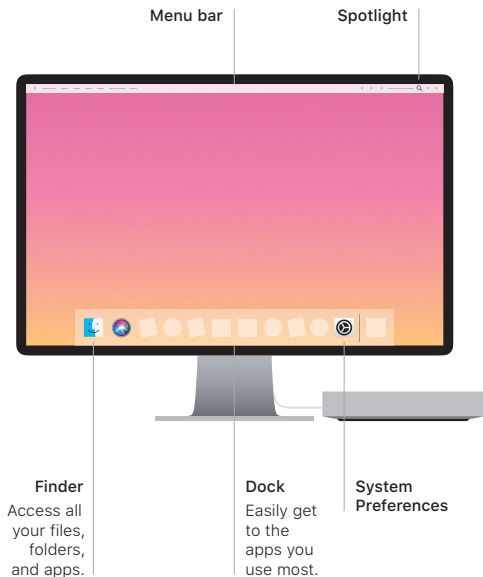 Menu bar
Spotlight
Finder
Access all
your files,
folders,
and apps.
Dock
Easily get
to the
apps you
use most.
System
Preferences